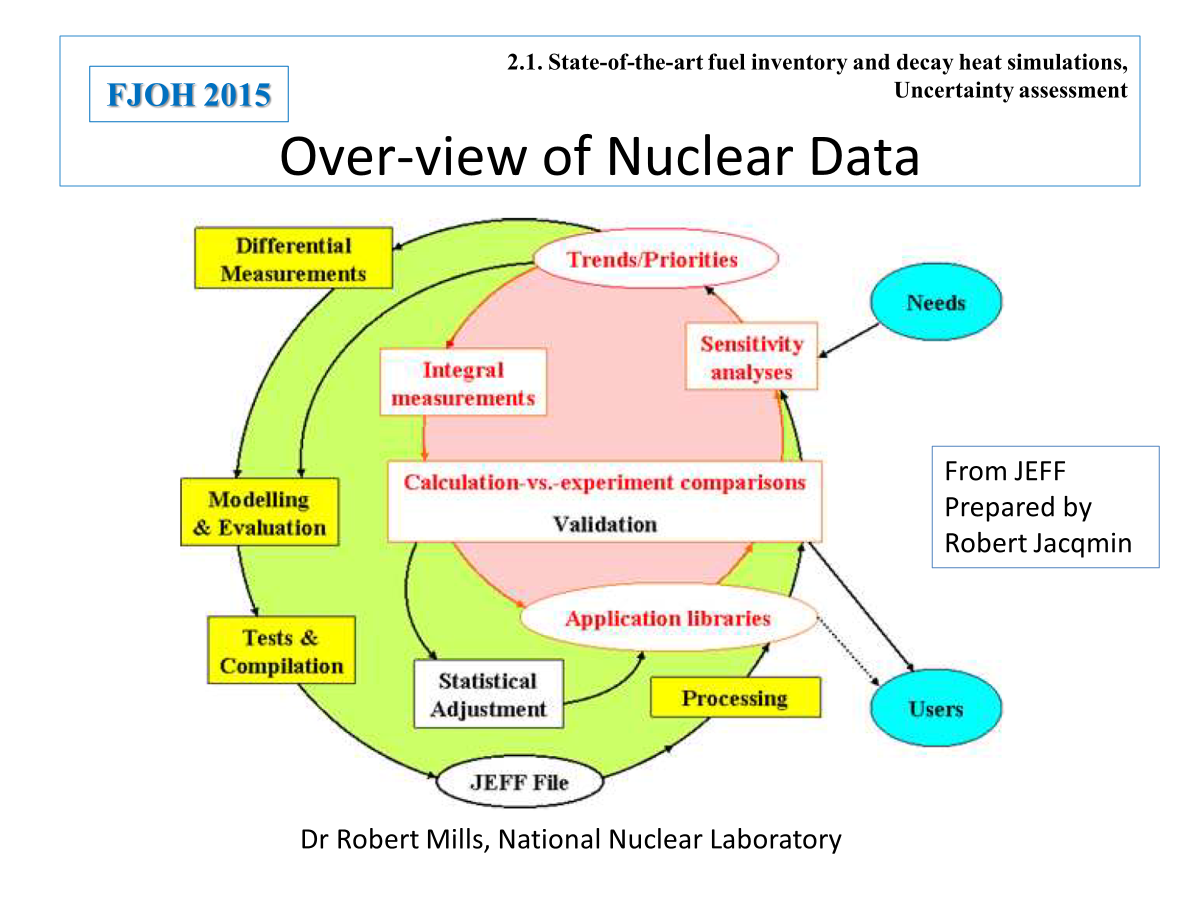 2.1. State-of-the-art fuel inventory and decay heat simulations,
Uncertainty assessment
FJOH 2015
Over-view of Nuclear Data
Differential
Measurements
Trends/Priorities
Needs
Sensitivity
analyses
Integral
measurements
Calculation-vs.-experiment comparisons
Validation
From JEFF
Prepared by
Robert Jacqmin
Modelling
& Evaluation
Application libraries
Tests &
Compilation
Statistical
Adjustment
Processing
Users
JEFF File
Dr Robert Mills, National Nuclear Laboratory